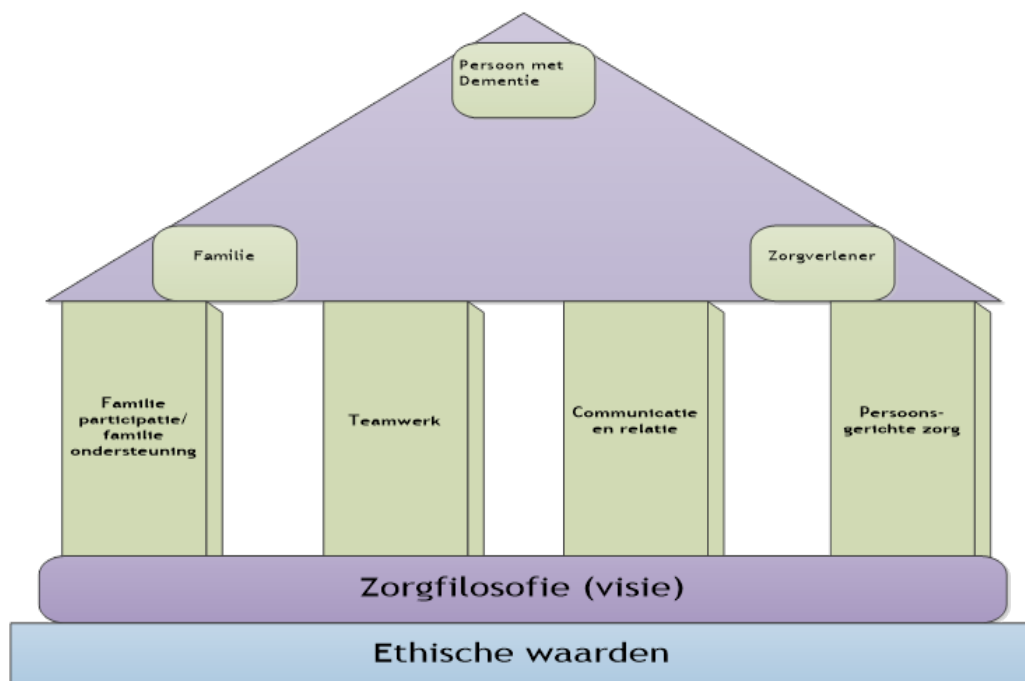 Persoon met
Dementie
Familie
Zorgverlener
Familie
participatie/
familie
ondersteuning
Teamwerk
Communicatie
en relatie
Persoons-
gerichte zorg
Zorgfilosofie (visie)
Ethische waarden